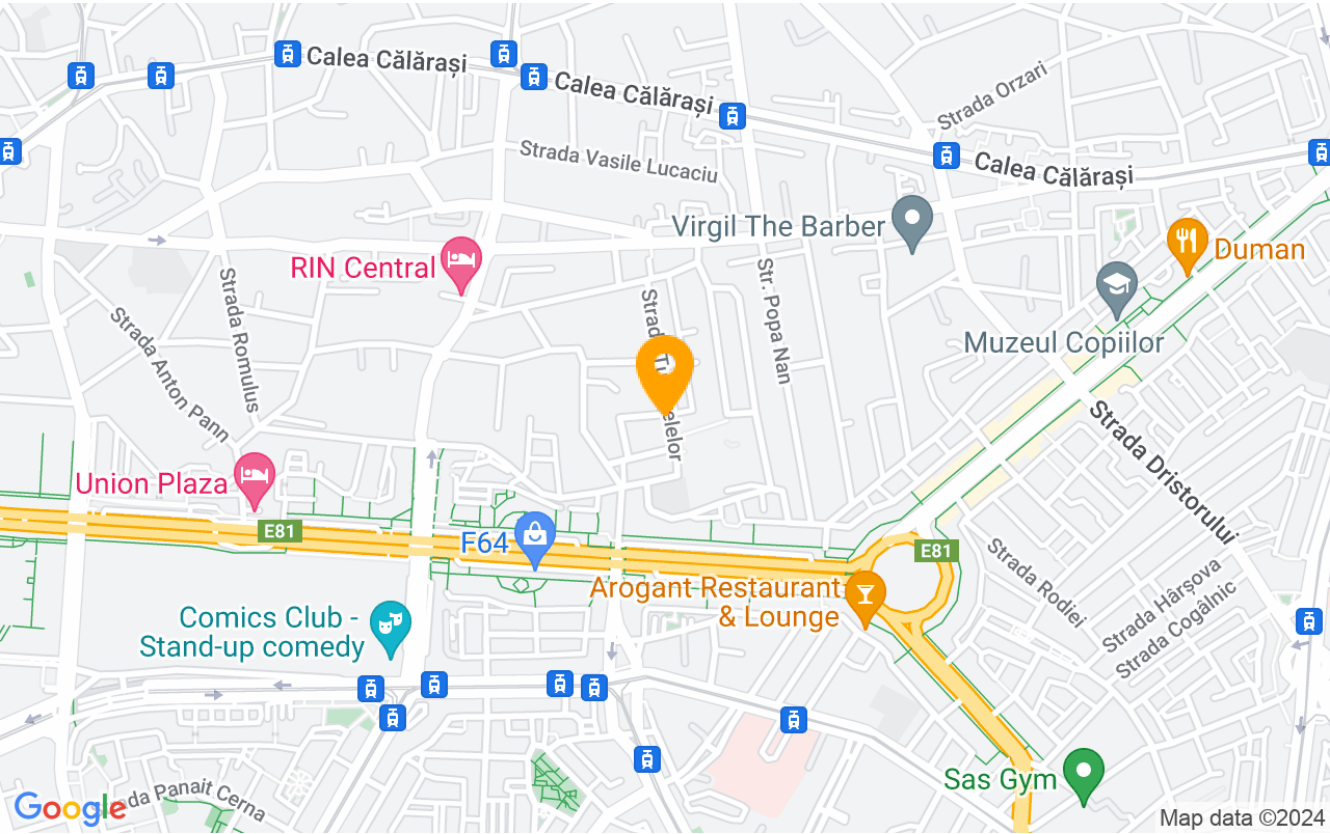 Calea Călărași
Calea Călărași
Strada Orzari
Strada Vasile Lucaciu
Calea Călărași
Virgil The Barber
Duman
RIN Central
Strada Romulus
Str. Popa Nan
Strada Anton Pann
Muzeul Copiilor
Strada Dristorului
Union Plaza
E81
F64
E81
Strada Rodiei
Strada Hârșova
Strada Cogâlnic
Arogant Restaurant
& Lounge
Comics Club -
Stand-up comedy
Sas Gym
Panait Cerna
Google
Map data ©2024